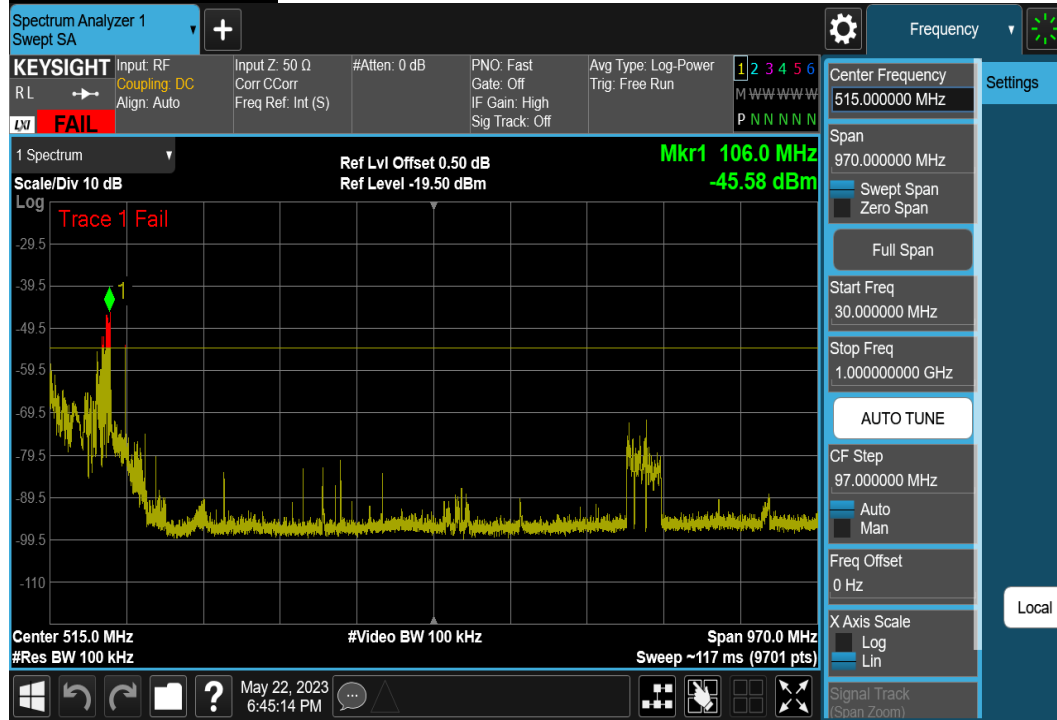 Spectrum Analyzer 1
Swept SA
Frequency
KEYSIGHT
RL
LXI
FAIL
Input: RF
Coupling: DC
Align: Auto
Input Z: 50 Ω
Corr CCorr
Freq Ref: Int (S)
#Atten: 0 dB
PNO: Fast
Gate: Off
IF Gain: High
Sig Track: Off
Avg Type: Log-Power
Trig: Free Run
1 2 3 4 5 6
M W W W W W
P N N N N N
Center Frequency
515.000000 MHz
Settings
Span
970.000000 MHz
Swept Span
Zero Span
Full Span
Start Freq
30.000000 MHz
Stop Freq
1.000000000 GHz
AUTO TUNE
CF Step
97.000000 MHz
Auto
Man
Freq Offset
0 Hz
X Axis Scale
Log
Lin
Signal Track
(Span Zoom)
Local
1 Spectrum
Scale/Div 10 dB
Log
Ref Lvl Offset 0.50 dB
Ref Level -19.50 dBm
Mkr1 106.0 MHz
-45.58 dBm
Trace 1 Fail
1
-29.5
-39.5
-49.5
-59.5
-69.5
-79.5
-89.5
-99.5
-110
Center 515.0 MHz
#Res BW 100 kHz
#Video BW 100 kHz
Span 970.0 MHz
Sweep ~117 ms (9701 pts)
May 22, 2023
6:45:14 PM